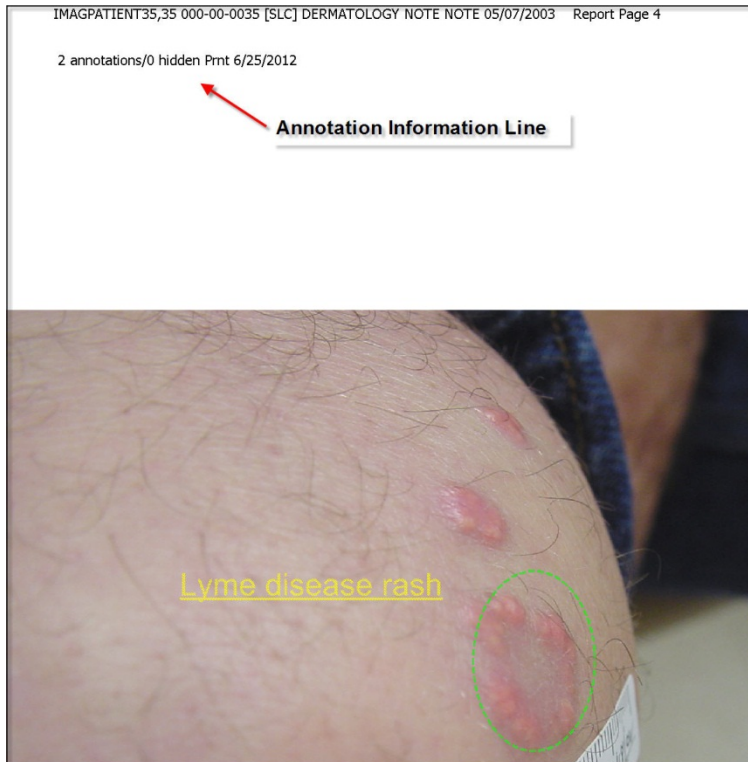 IMAGPATIENT35,35 000-00-0035 [SLC] DERMATOLOGY NOTE NOTE 05/07/2003 Report Page 4
2 annotations/0 hidden Prnt 6/25/2012
Annotation Information Line
Lyme disease rash